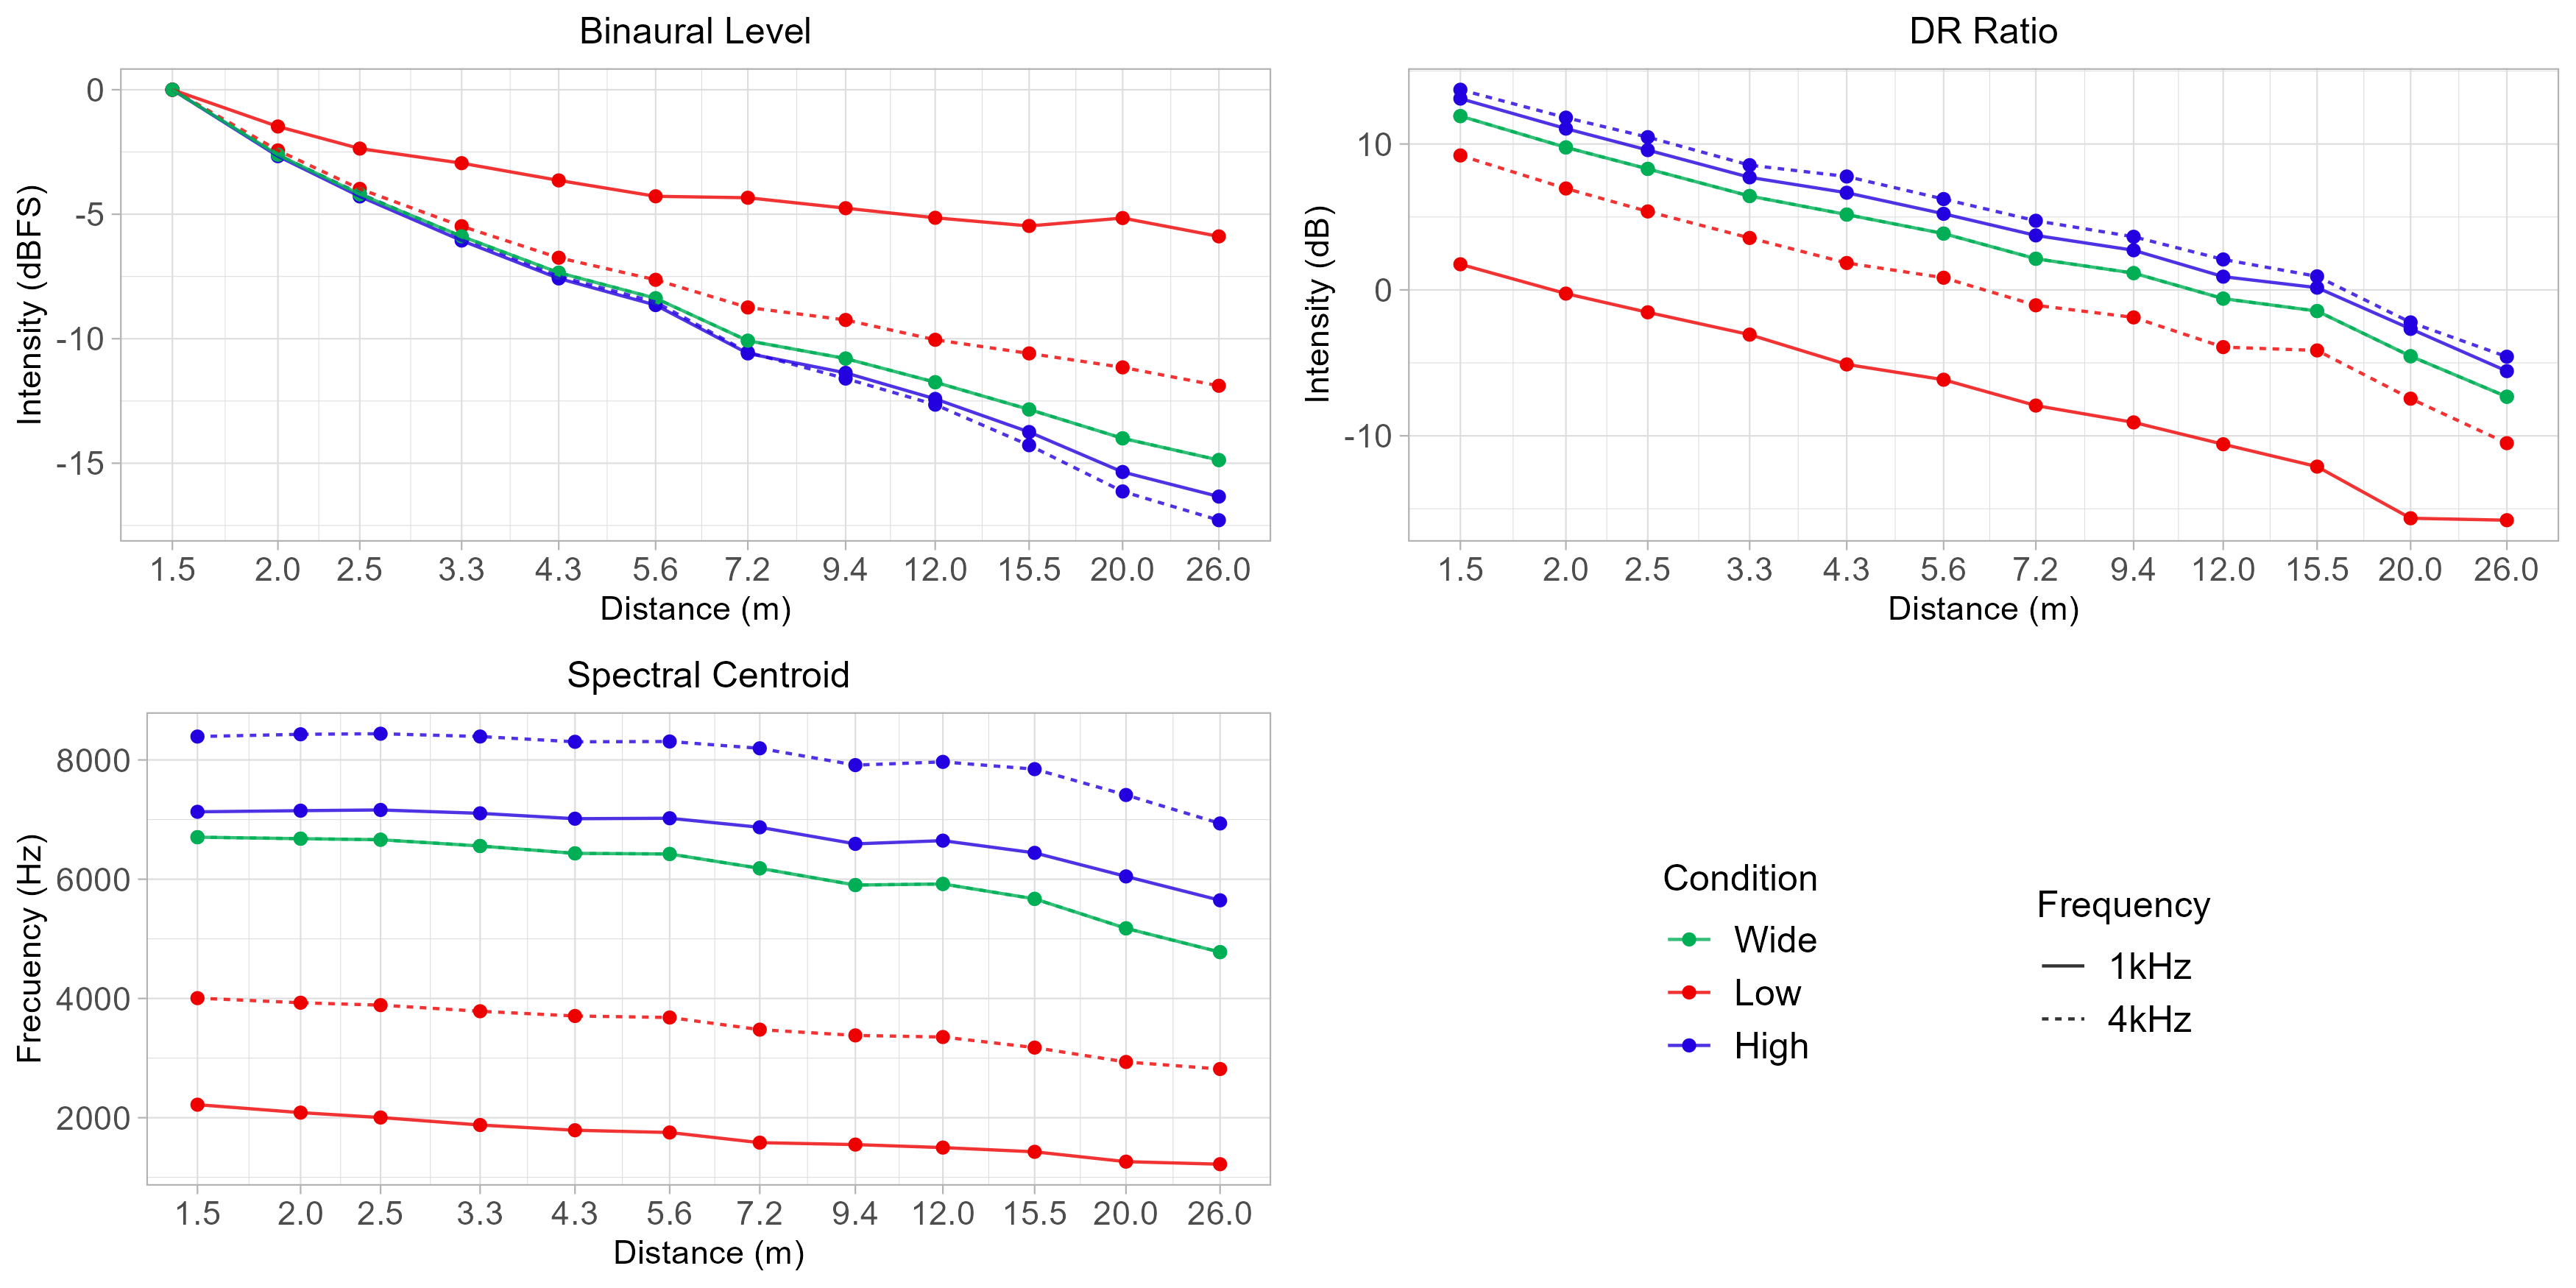 Binaural Level
Intensity (dBFS)
0
-5
-10
-15
1.5 2.0 2.5 3.3 4.3 5.6 7.2 9.4 12.0 15.5 20.0 26.0
Distance (m)
DR Ratio
Intensity (dB)
10
0
-10
1.5 2.0 2.5 3.3 4.3 5.6 7.2 9.4 12.0 15.5 20.0 26.0
Distance (m)
Spectral Centroid
Frecuency (Hz)
8000
6000
4000
2000
1.5 2.0 2.5 3.3 4.3 5.6 7.2 9.4 12.0 15.5 20.0 26.0
Distance (m)
Condition
Wide
Low
High
Frequency
1kHz
4kHz